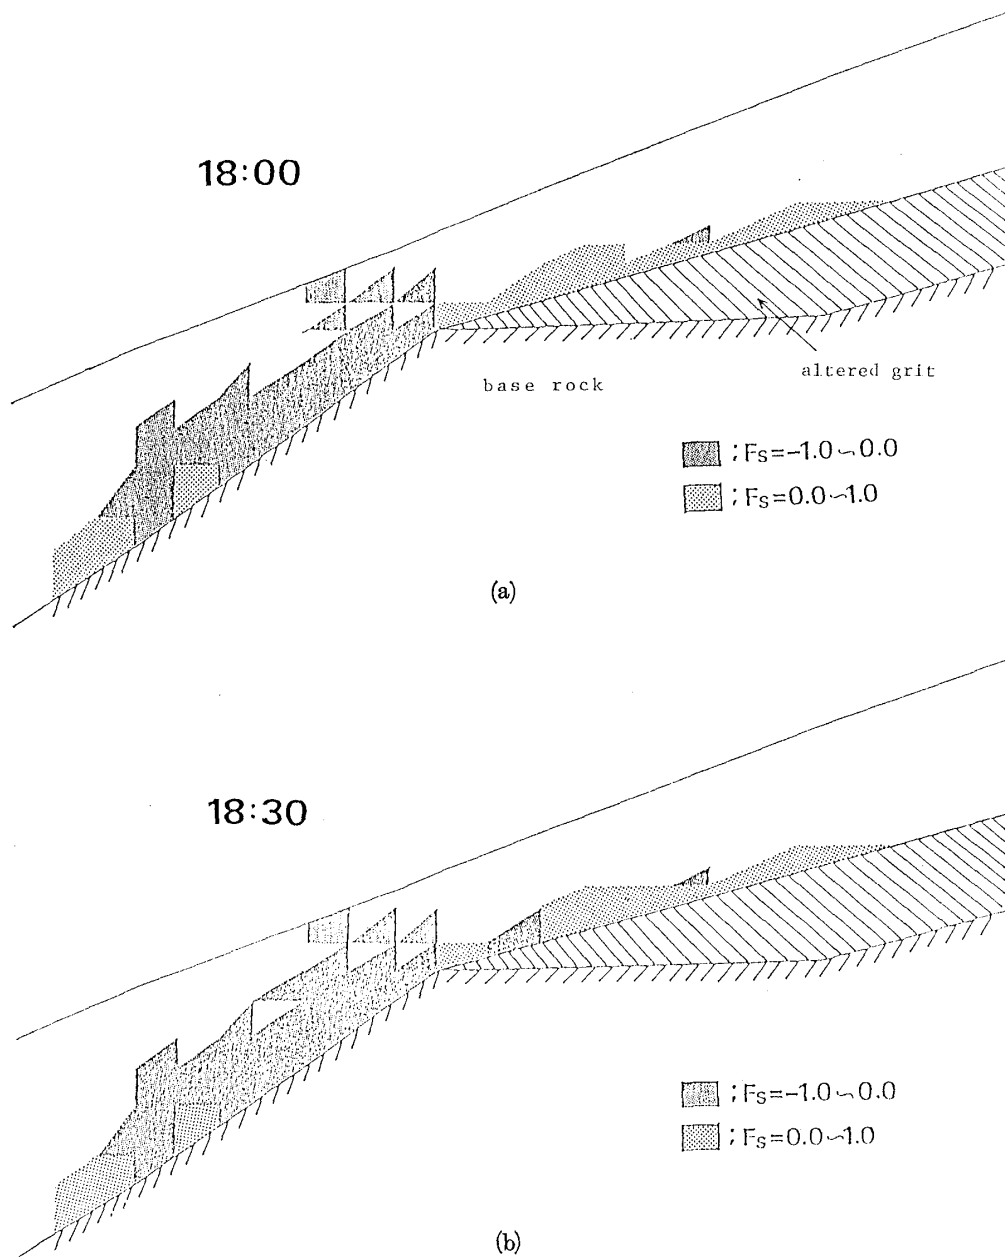 18:00
base rock
altered grit
; Fs=-1.0~0.0
; Fs=0.0~1.0
(a)
18:30
; Fs=-1.0~0.0
; Fs=0.0~1.0
(b)